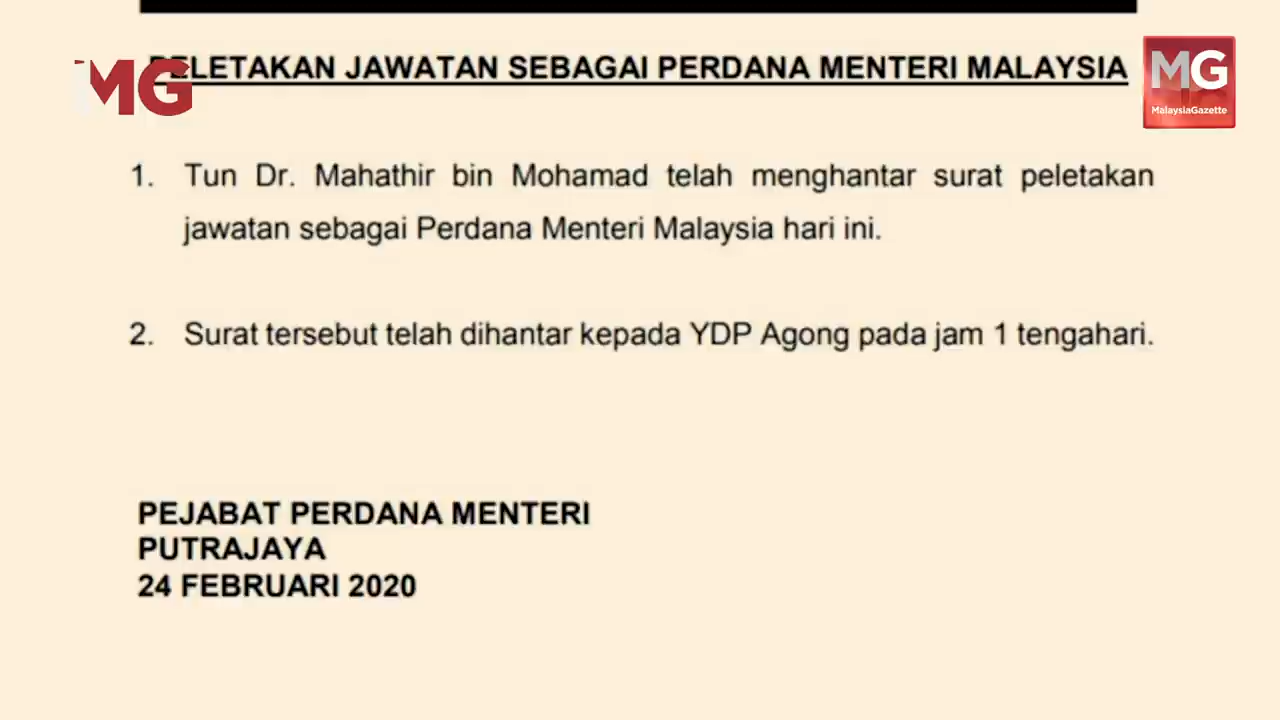 PELETAKAN JAWATAN SEBAGAI PERDANA MENTERI MALAYSIA
MG
MG
MalaysiaGazette
1. Tun Dr. Mahathir bin Mohamad telah menghantar surat peletakan
jawatan sebagai Perdana Menteri Malaysia hari ini.
2. Surat tersebut telah dihantar kepada YDP Agong pada jam 1 tengahari.
PEJABAT PERDANA MENTERI
PUTRAJAYA
24 FEBRUARI 2020